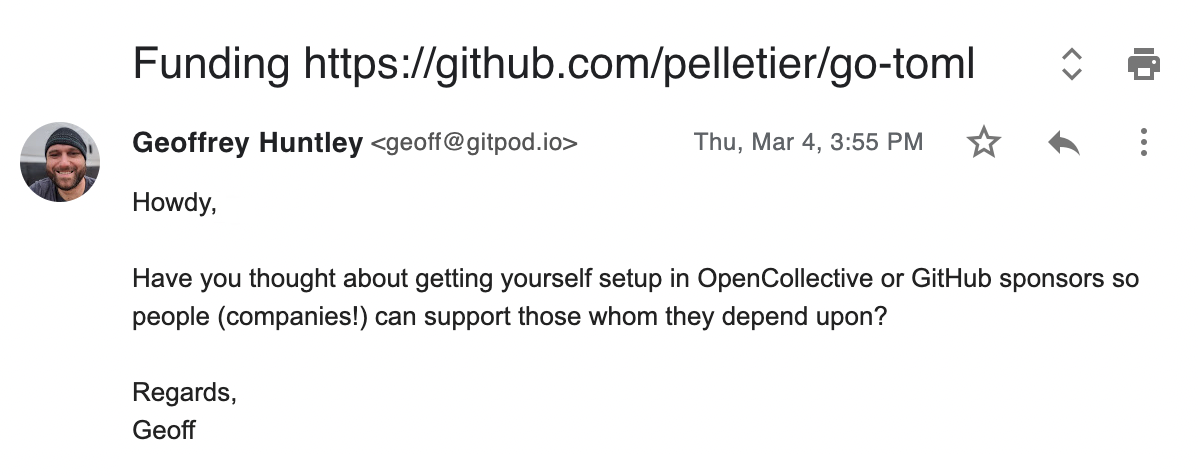 Funding https://github.com/pelletier/go-toml
Geoffrey Huntley <geoff@gitpod.io> Thu, Mar 4, 3:55 PM
Howdy,
Have you thought about getting yourself setup in OpenCollective or GitHub sponsors so
people (companies!) can support those whom they depend upon?
Regards,
Geoff